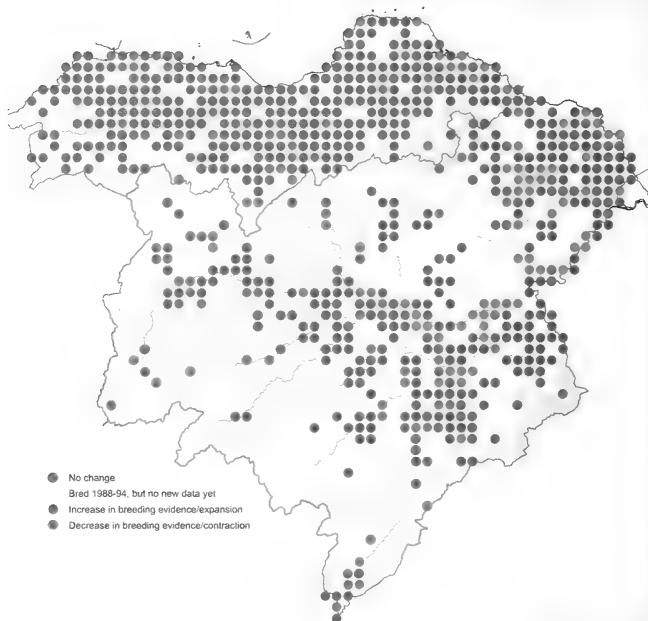 No change
Bred 1988-94, but no new data yet
Increase in breeding evidence/expansion
Decrease in breeding evidence/contraction